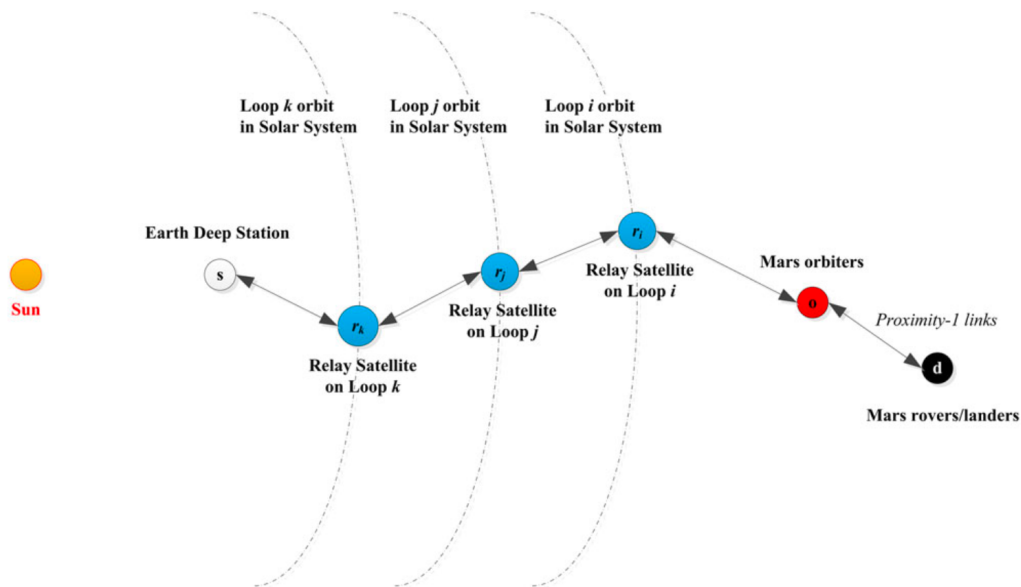 Loop k orbit
in Solar System
Loop j orbit
in Solar System
Loop i orbit
in Solar System
Earth Deep Station
s
Sun
rk
Relay Satellite
on Loop k
rj
Relay Satellite
on Loop j
ri
Relay Satellite
on Loop i
Mars orbiters
o
Proximity-1 links
d
Mars rovers/landers